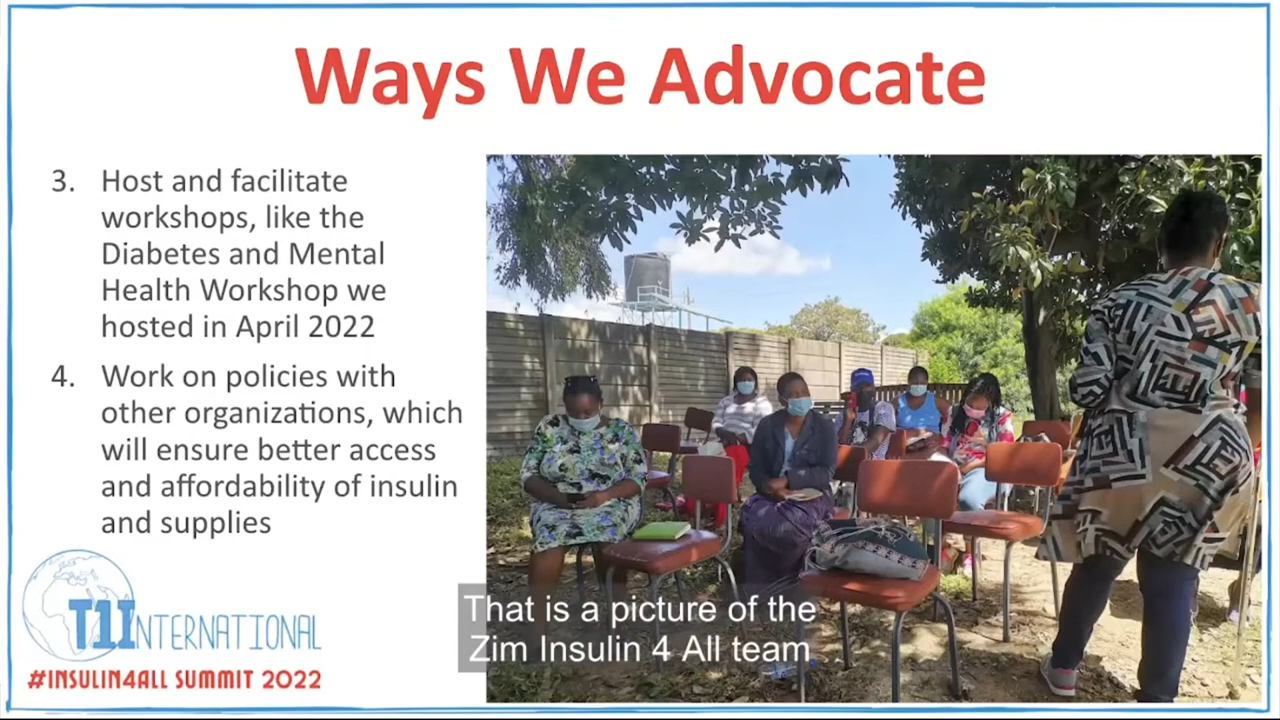 Ways We Advocate
3. Host and facilitate
workshops, like the
Diabetes and Mental
Health Workshop we
hosted in April 2022
4. Work on policies with
other organizations, which
will ensure better access
and affordability of insulin
and supplies
T1INTERNATIONAL
#INSULIN4ALL SUMMIT 2022
That is a picture of the
Zim Insulin 4 All team